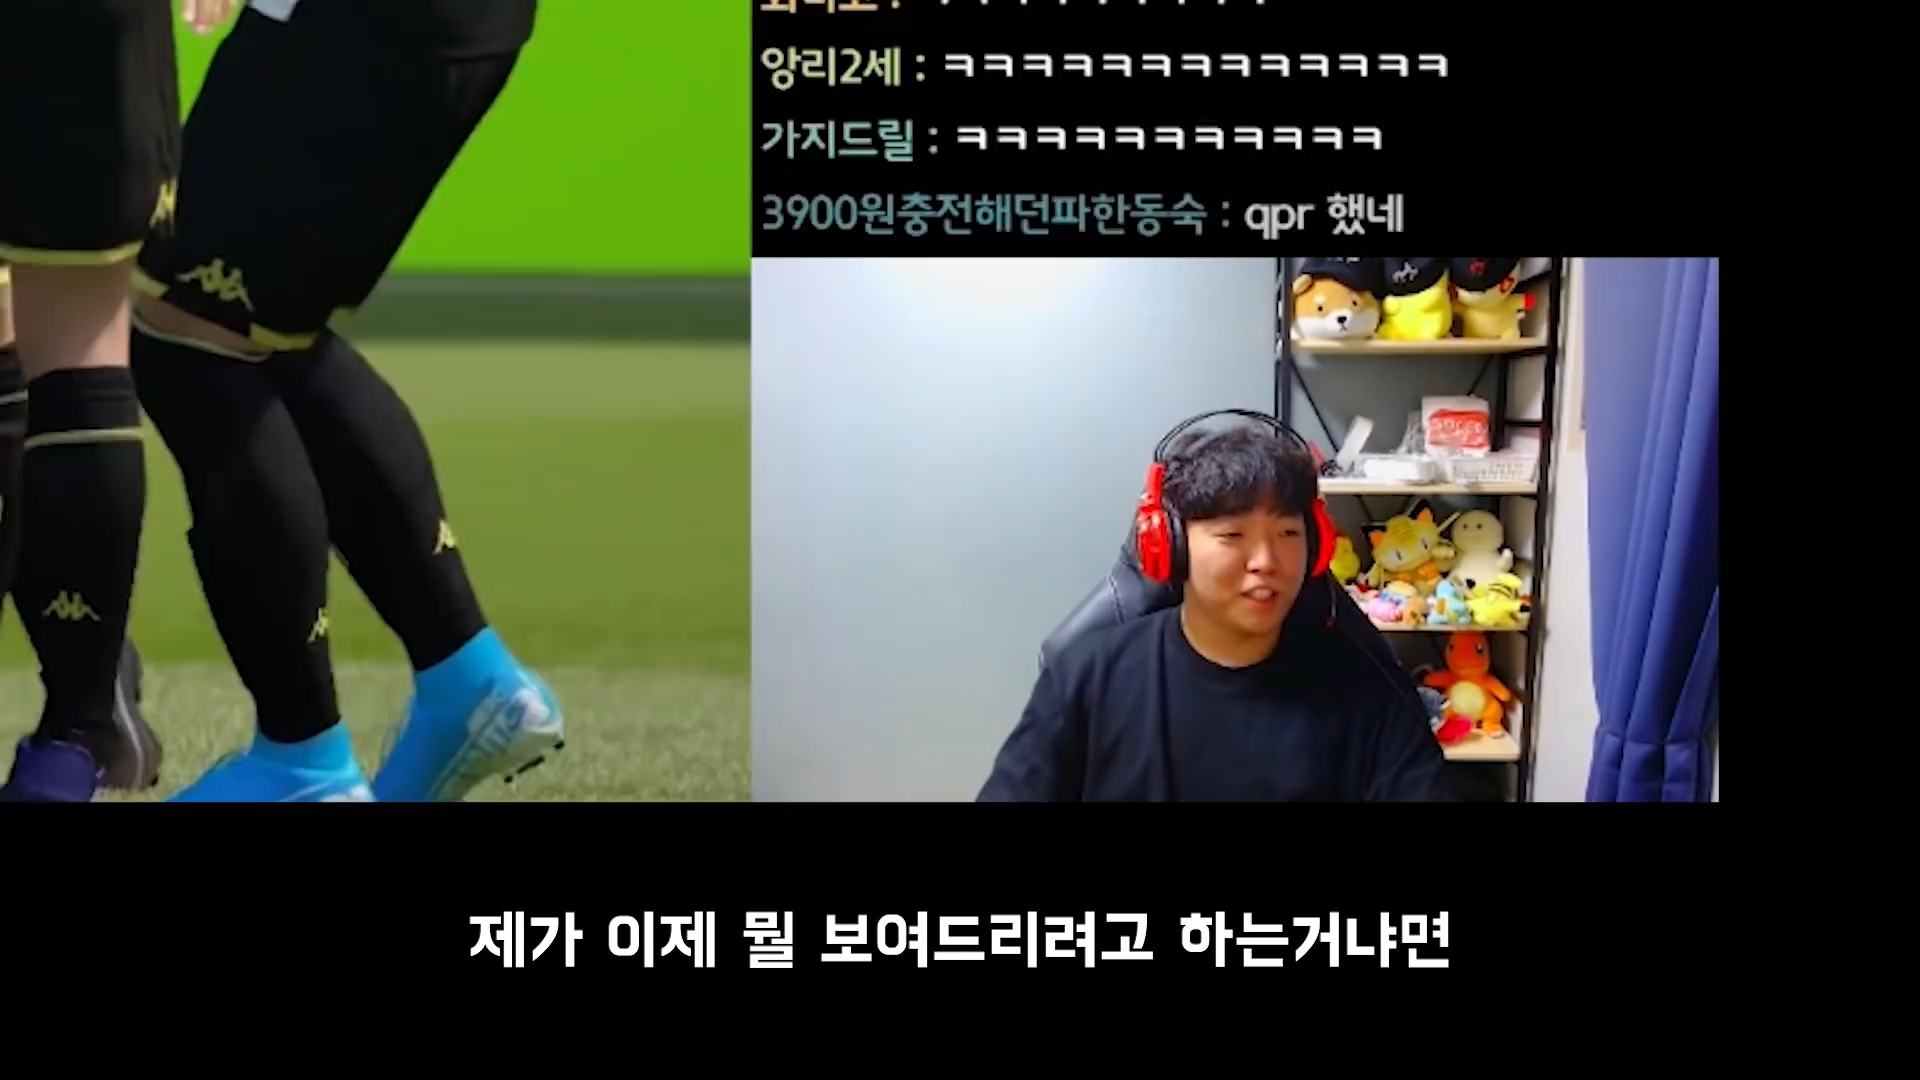 앙리2세 : ㅋㅋㅋㅋㅋㅋㅋㅋㅋㅋㅋㅋㅋ
가지드릴 : ㅋㅋㅋㅋㅋㅋㅋㅋㅋㅋㅋ
3900원충전해던파한동숙 : qpr 했네
제가 이제 뭘 보여드리려고 하는거냐면